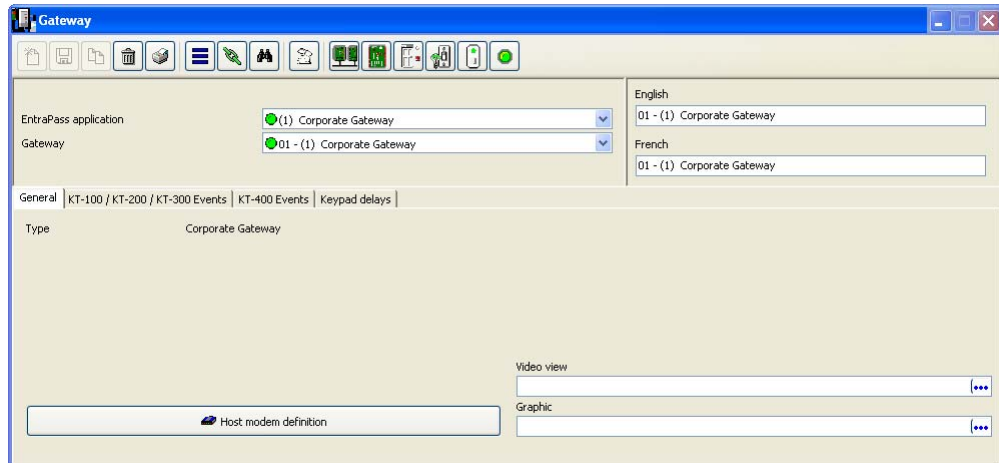 Gateway
EntraPass application
(1) Corporate Gateway
Gateway
01 - (1) Corporate Gateway
English
01 - (1) Corporate Gateway
French
01 - (1) Corporate Gateway
General KT-100 / KT-200 / KT-300 Events KT-400 Events Keypad delays
Type Corporate Gateway
Video view
Graphic
Host modem definition